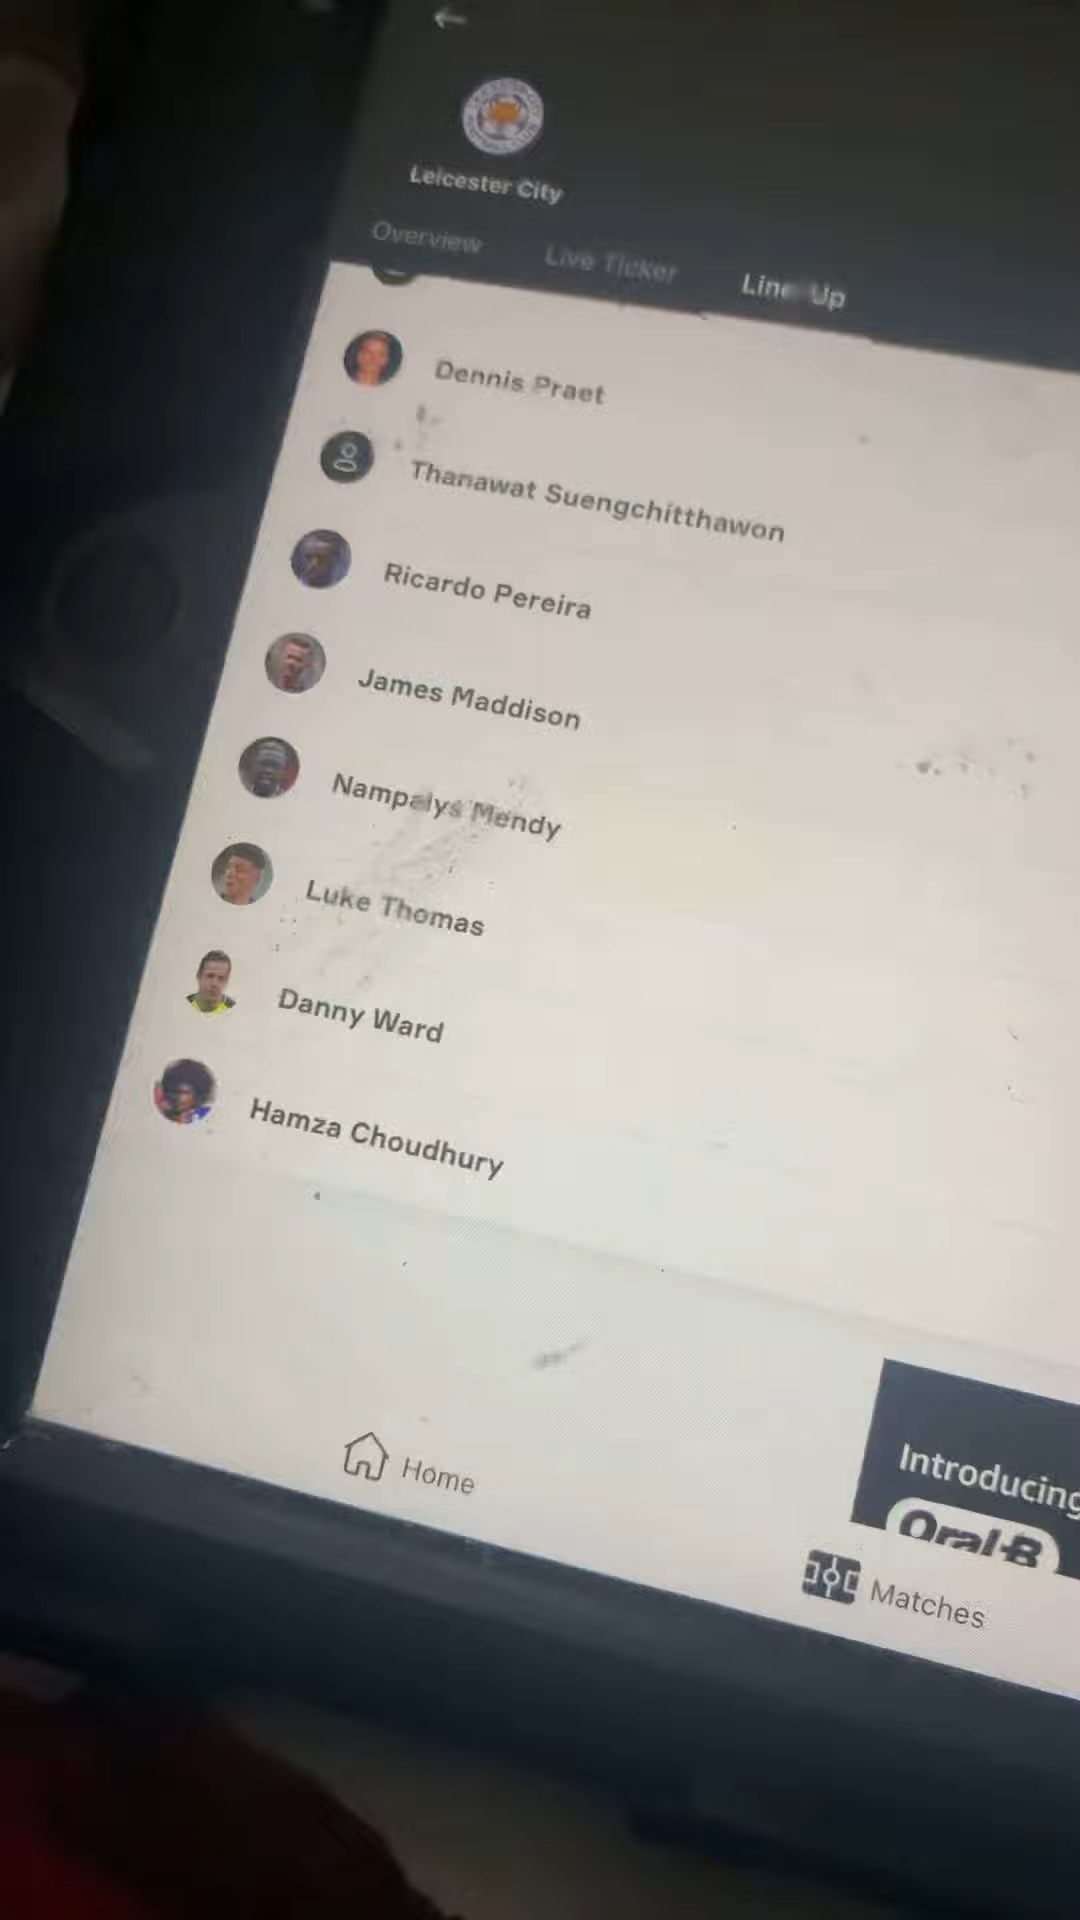 Leicester City
Overview
Live Ticker
Line Up
Dennis Praet
Thanawat Suengchitthawon
Ricardo Pereira
James Maddison
Nampalys Mendy
Luke Thomas
Danny Ward
Hamza Choudhury
Introducing
Oral-B
Home
Matches